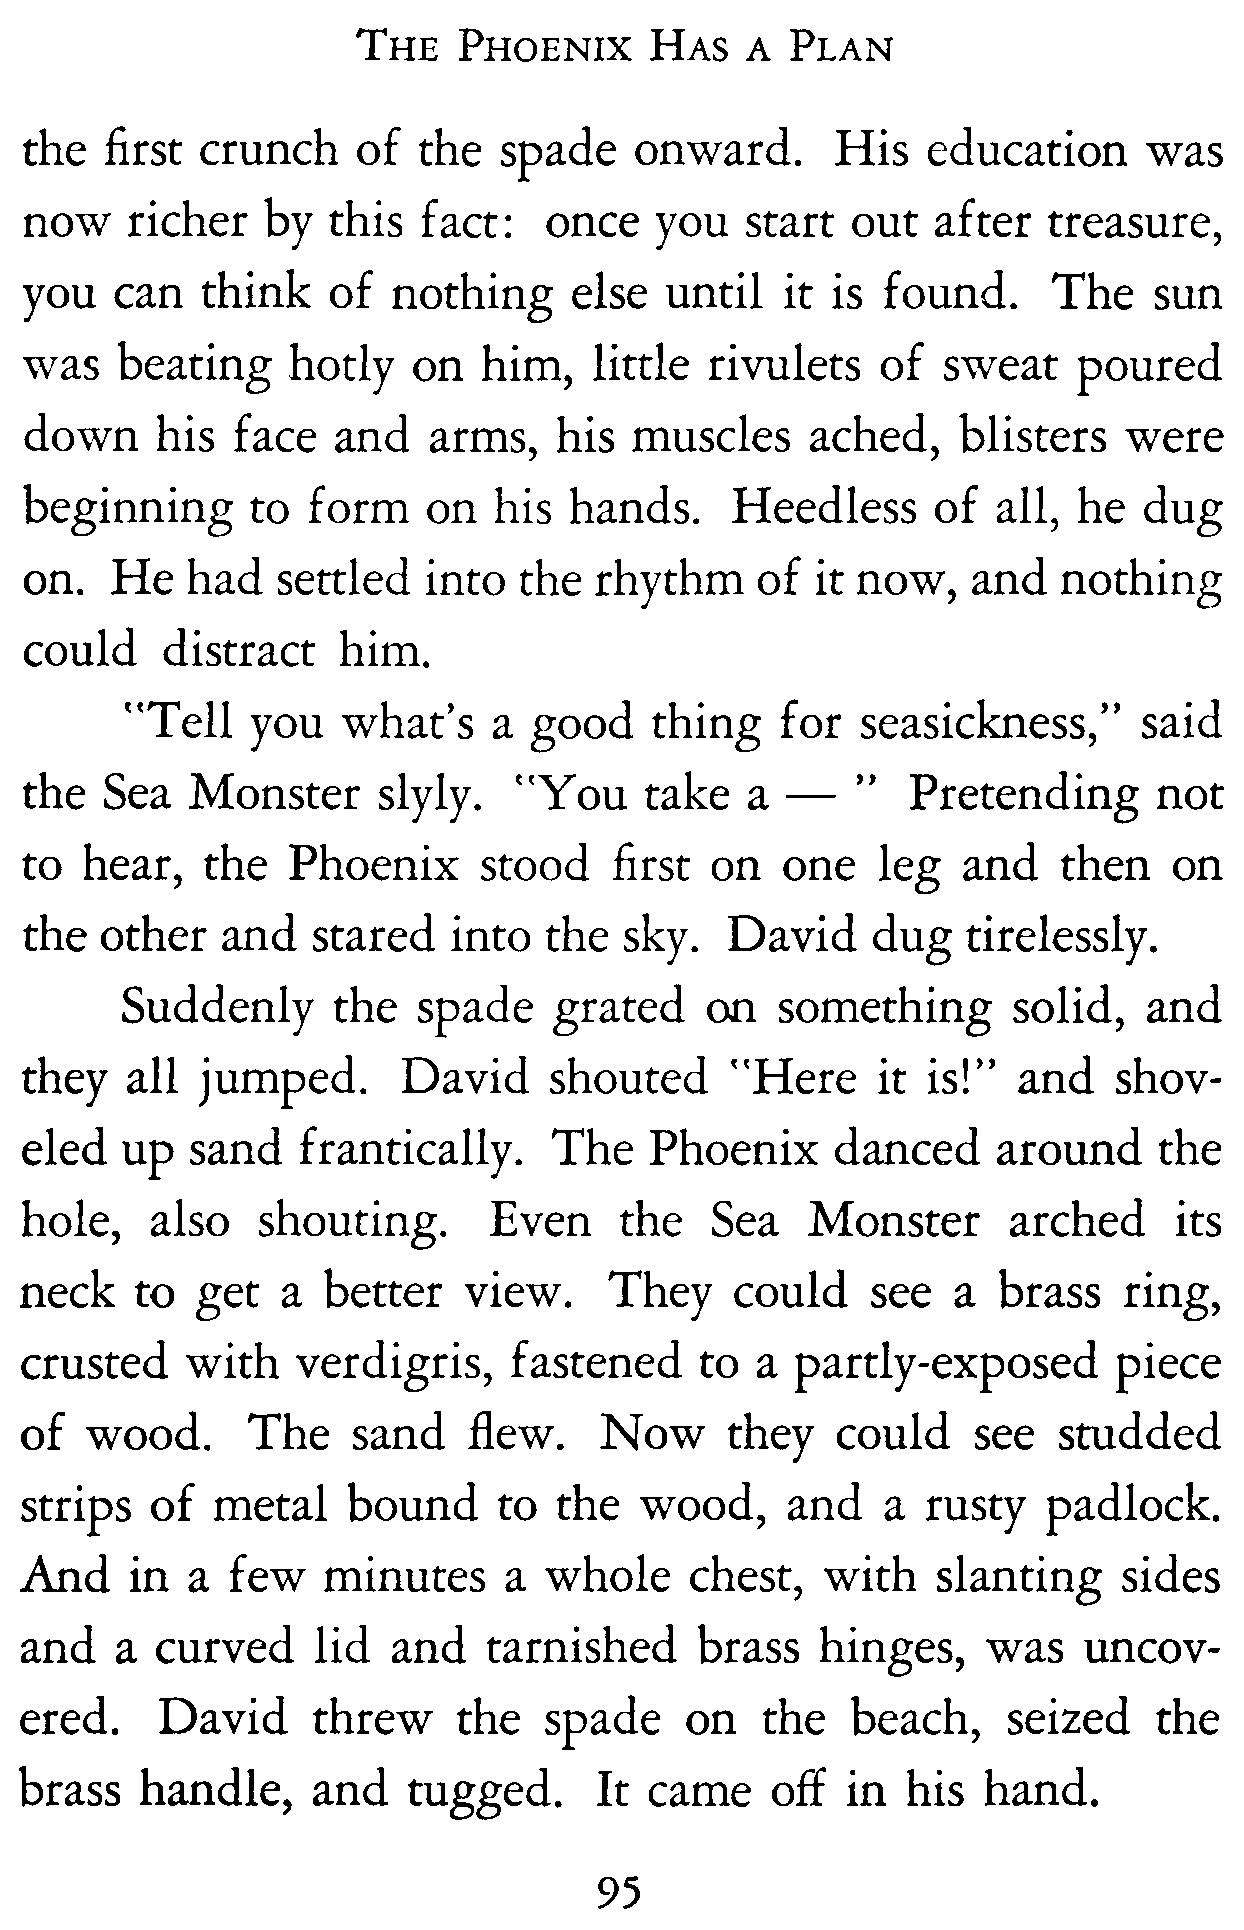 THE PHOENIX HAS A PLAN
the first crunch of the spade onward. His education was
now richer by this fact: once you start out after treasure,
you can think of nothing else until it is found. The sun
was beating hotly on him, little rivulets of sweat poured
down his face and arms, his muscles ached, blisters were
beginning to form on his hands. Heedless of all, he dug
on. He had settled into the rhythm of it now, and nothing
could distract him.
"Tell you what's a good thing for seasickness," said
the Sea Monster slyly. "You take a — " Pretending not
to hear, the Phoenix stood first on one leg and then on
the other and stared into the sky. David dug tirelessly.
Suddenly the spade grated on something solid, and
they all jumped. David shouted "Here it is!" and shov-
eled up sand frantically. The Phoenix danced around the
hole, also shouting. Even the Sea Monster arched its
neck to get a better view. They could see a brass ring,
crusted with verdigris, fastened to a partly-exposed piece
of wood. The sand flew. Now they could see studded
strips of metal bound to the wood, and a rusty padlock.
And in a few minutes a whole chest, with slanting sides
and a curved lid and tarnished brass hinges, was uncov-
ered. David threw the spade on the beach, seized the
brass handle, and tugged. It came off in his hand.
95